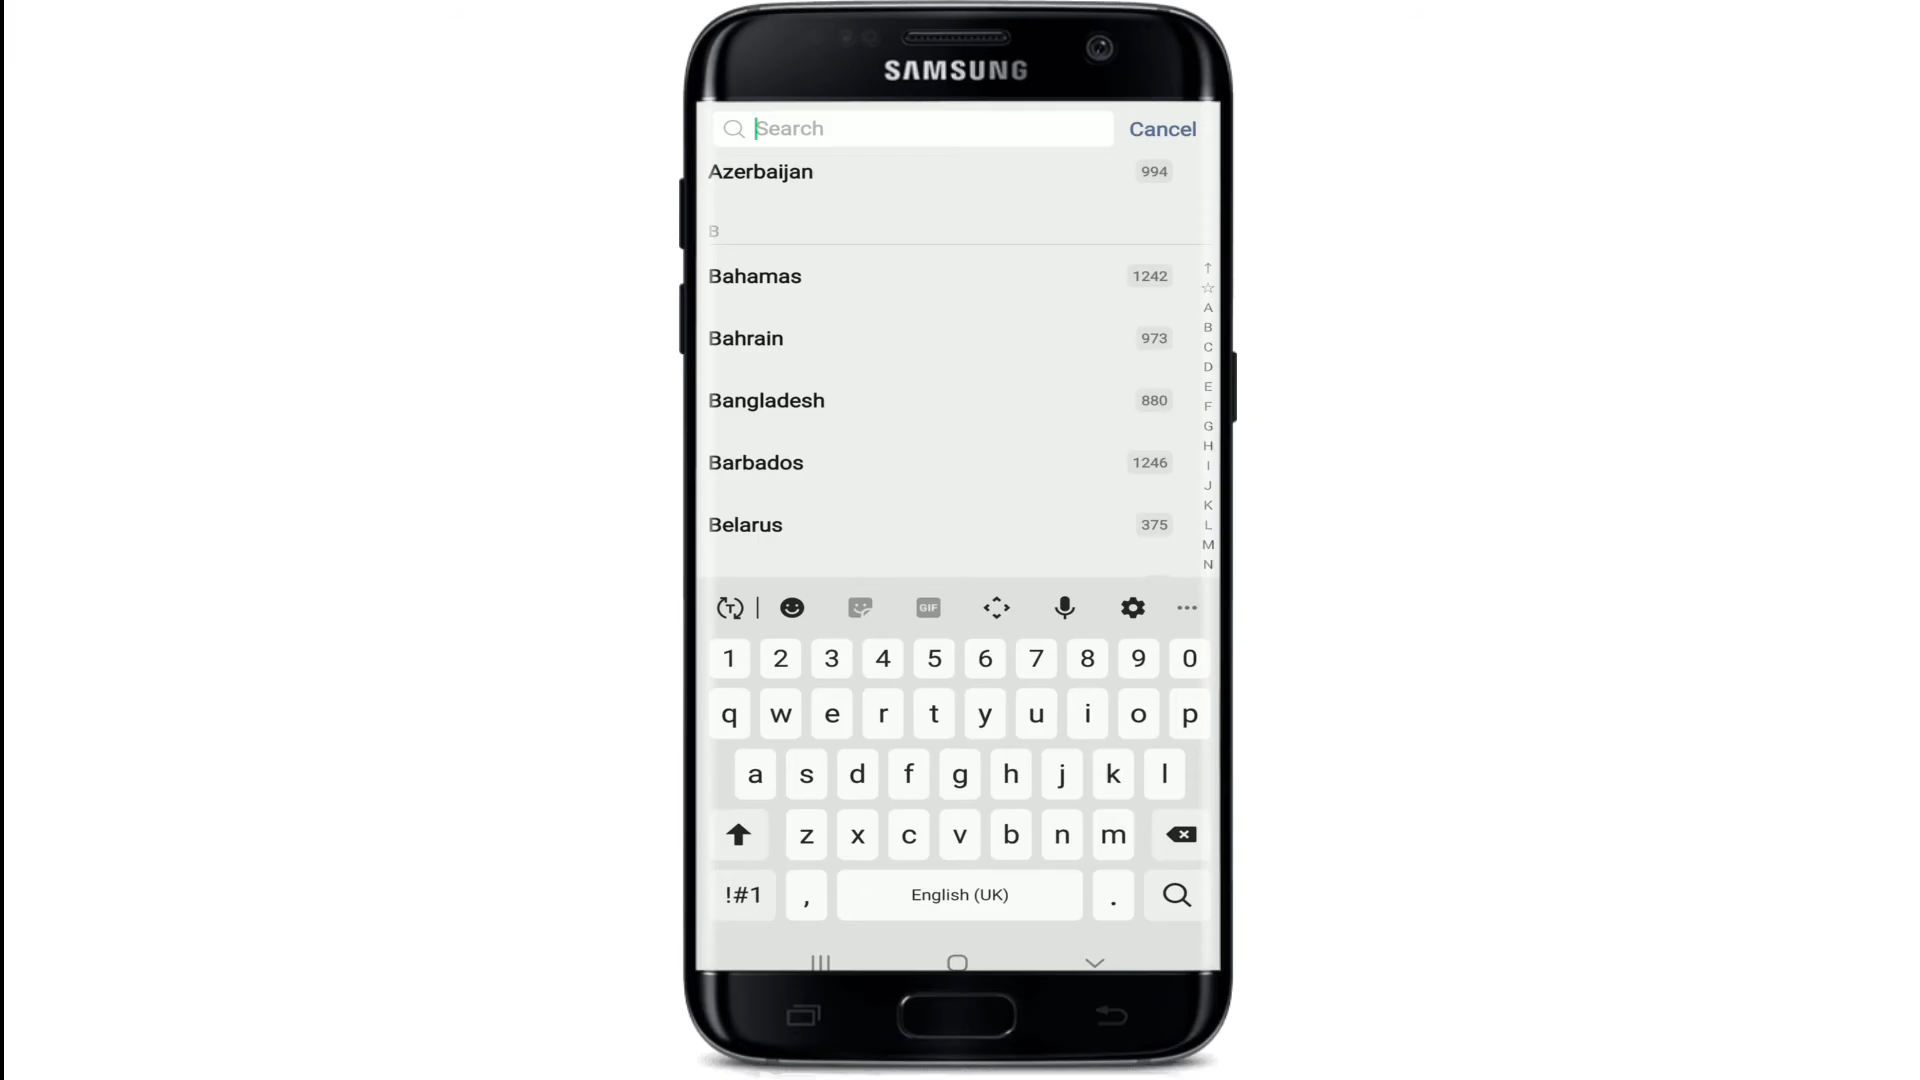 SAMSUNG
Search
Cancel
Azerbaijan 994
B
Bahamas 1242
Bahrain 973
Bangladesh 880
Barbados 1246
Belarus 375
↑
☆
A
B
C
D
E
F
G
H
I
J
K
L
M
N
T GIF
1 2 3 4 5 6 7 8 9 0
q w e r t y u i o p
a s d f g h j k l
z x c v b n m
!#1 , English (UK) .